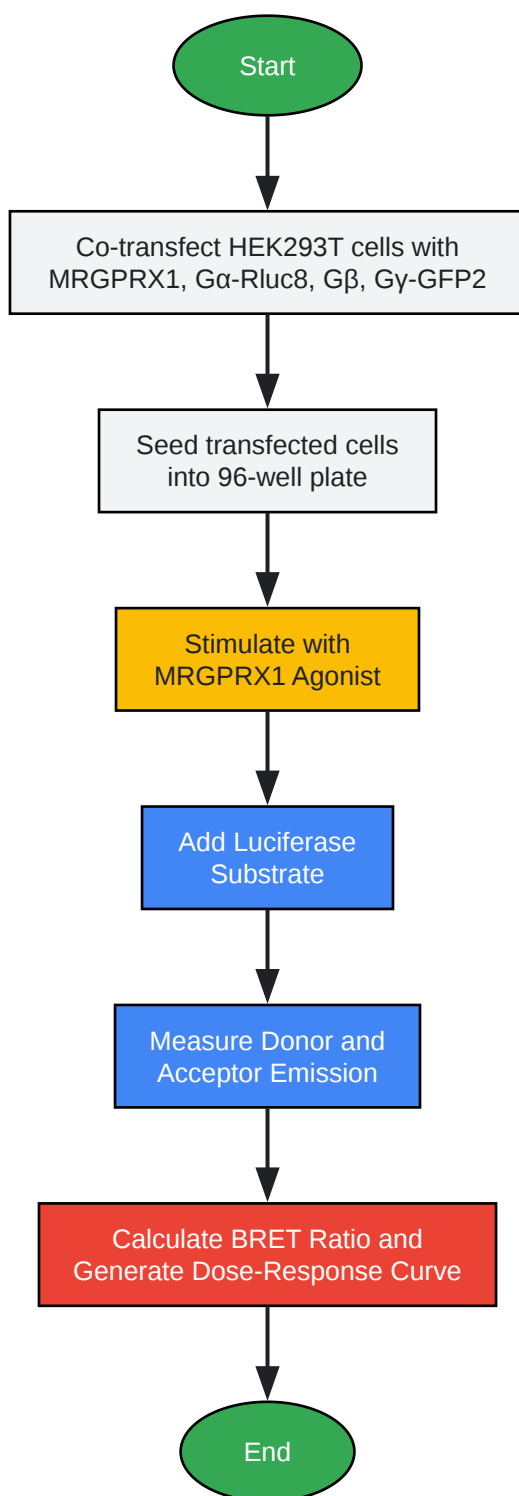 Start
Co-transfect HEK293T cells with
MRGPRX1, Gα-Rluc8, Gβ, Gγ-GFP2
Seed transfected cells
into 96-well plate
Stimulate with
MRGPRX1 Agonist
Add Luciferase
Substrate
Measure Donor and
Acceptor Emission
Calculate BRET Ratio and
Generate Dose-Response Curve
End